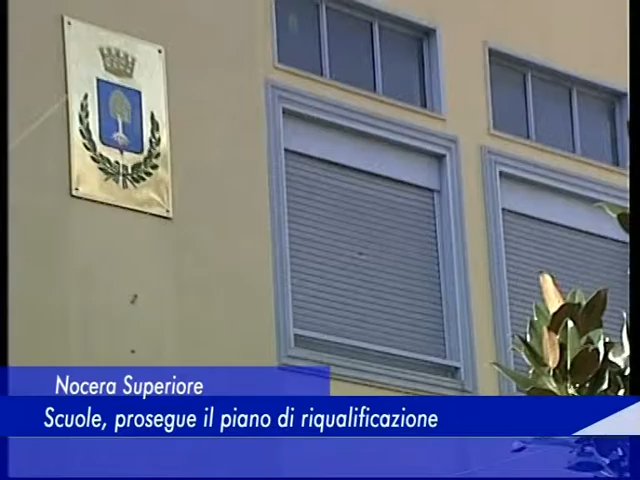 Nocera Superiore
Scuole, prosegue il piano di riqualificazione